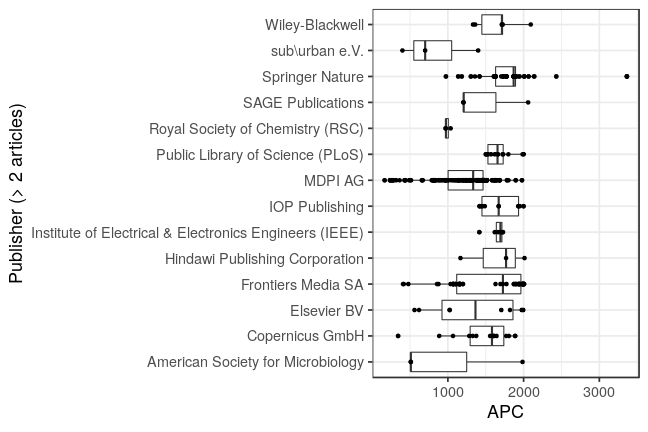 Publisher (> 2 articles)
Wiley-Blackwell
sub\urban e.V.
Springer Nature
SAGE Publications
Royal Society of Chemistry (RSC)
Public Library of Science (PLoS)
MDPI AG
IOP Publishing
Institute of Electrical & Electronics Engineers (IEEE)
Hindawi Publishing Corporation
Frontiers Media SA
Elsevier BV
Copernicus GmbH
American Society for Microbiology
1000 2000 3000
APC